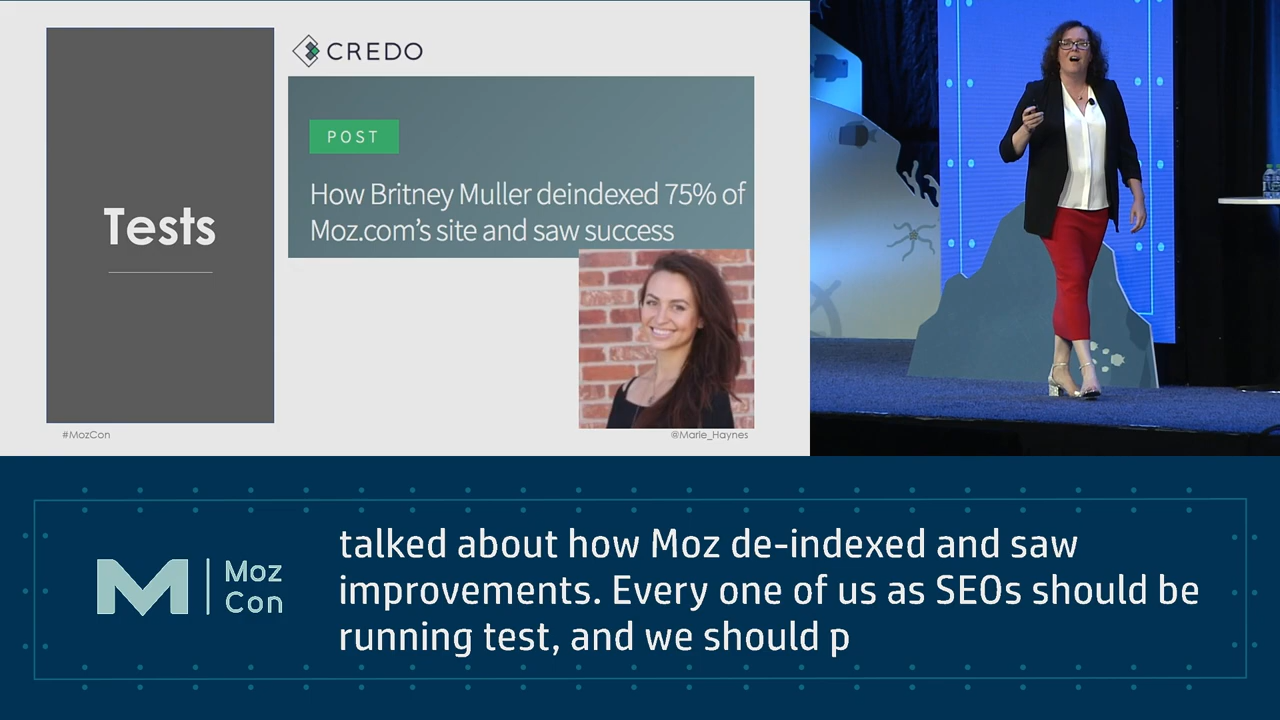 CREDO
POST
How Britney Muller deindexed 75% of
Moz.com's site and saw success
Tests
#MozCon
@Marie_Haynes
Moz
Con
talked about how Moz de-indexed and saw
improvements. Every one of us as SEOs should be
running test, and we should p